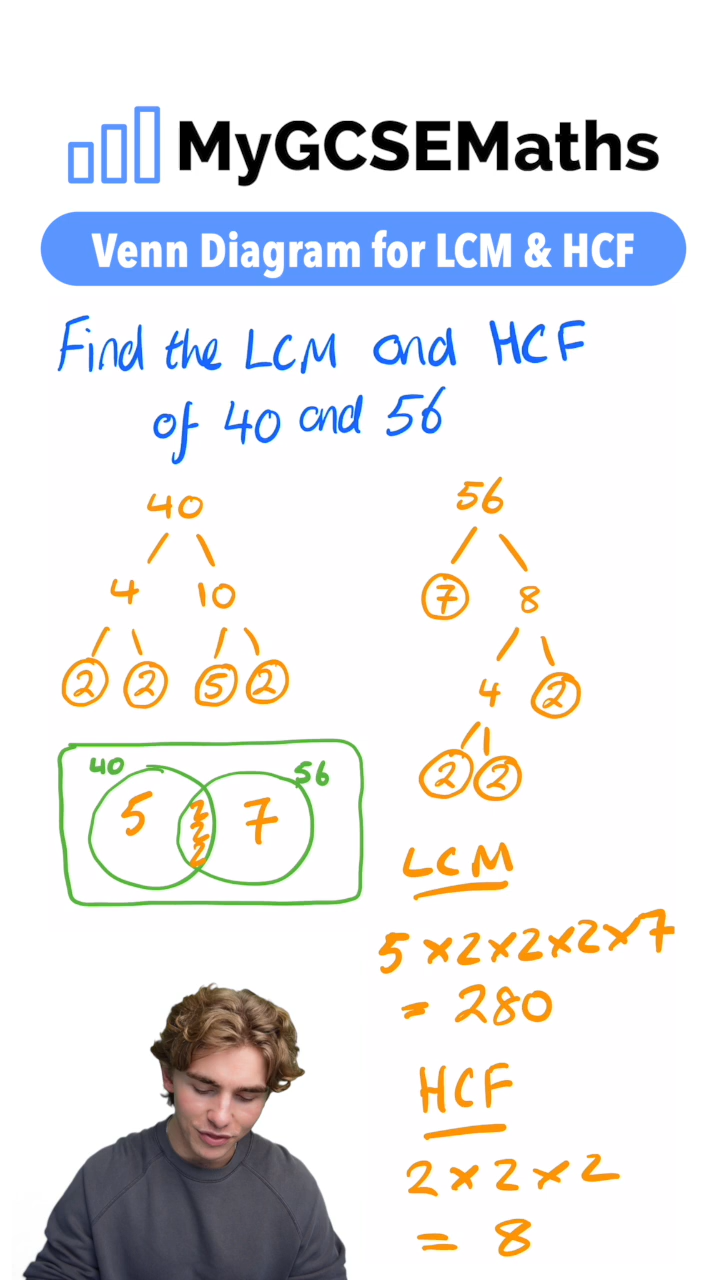 MyGCSEMaths
Venn Diagram for LCM & HCF
Find the LCM and HCF
of 40 and 56
40
4 10
2 2 5 2
56
7 8
4 2
2 2
40 56
5 2 7
2
2
LCM
5 × 2 × 2 × 2 × 7
= 280
HCF
2 × 2 × 2
= 8